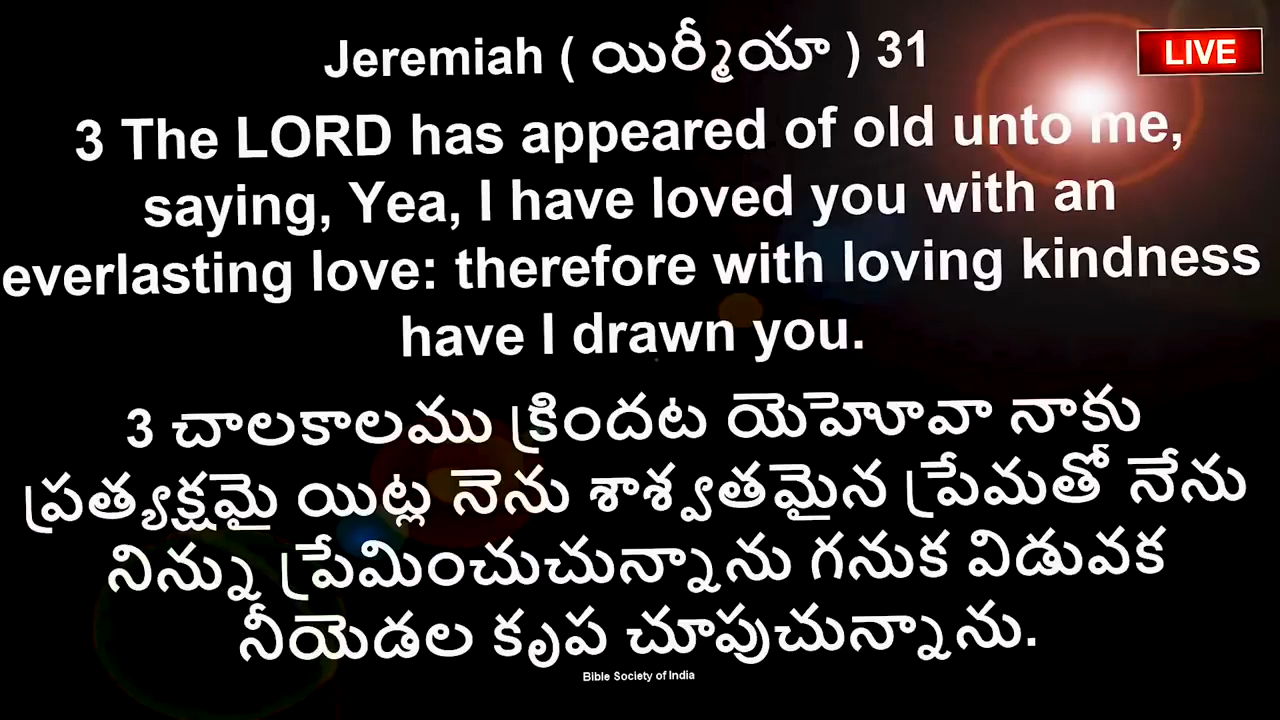 Jeremiah ( యిర్మీయా ) 31
LIVE
3 The LORD has appeared of old unto me,
saying, Yea, I have loved you with an
everlasting love: therefore with loving kindness
have I drawn you.
3 చాలకాలము క్రిందట యెహెూవా నాకు
ప్రత్యక్షమై యిట్ల నెను శాశ్వతమైన ప్రేమతో నేను
నిన్ను ప్రేమించుచున్నాను గనుక విడువక
నీయెడల కృప చూపుచున్నాను.
Bible Society of India